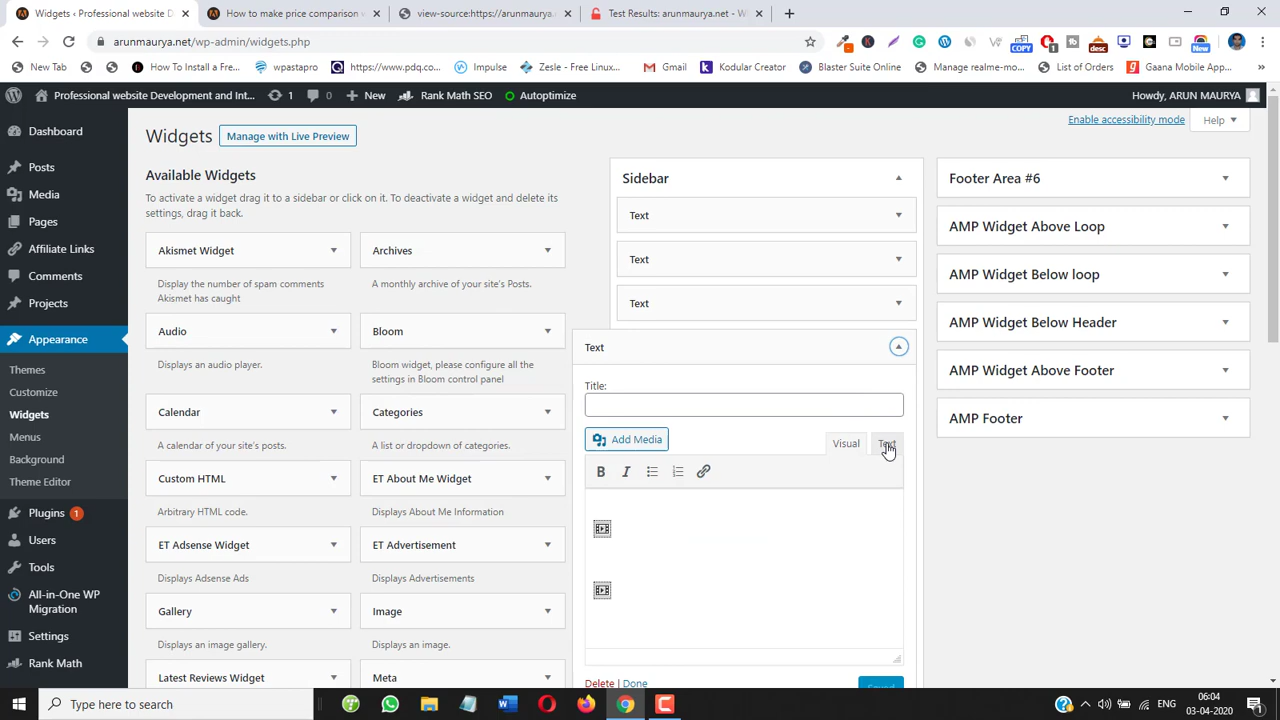 Professional website D
How to make price comparison
view-source:https://arunmaurya.n
Test Results: arunmaurya.net - W
arunmaurya.net/wp-admin/widgets.php
COPY
desc
New
New Tab
How To Install a Fre...
wpastapro
https://www.pdq.co...
Impulse
Zesle - Free Linux...
Gmail
Kodular Creator
Blaster Suite Online
Manage realme-mo...
List of Orders
Gaana Mobile App...
Professional website Development and Int...
1
0
New
Rank Math SEO
Autoptimize
Howdy, ARUN MAURYA
Dashboard
Posts
Media
Pages
Affiliate Links
Comments
Projects
Appearance
Themes
Customize
Widgets
Menus
Background
Theme Editor
Plugins 1
Users
Tools
All-in-One WP
Migration
Settings
Rank Math
Widgets
Manage with Live Preview
Enable accessibility mode
Help
Available Widgets
To activate a widget drag it to a sidebar or click on it. To deactivate a widget and delete its
settings, drag it back.
Akismet Widget
Display the number of spam comments
Akismet has caught
Archives
A monthly archive of your site's Posts.
Audio
Displays an audio player.
Bloom
Bloom widget, please configure all the
settings in Bloom control panel
Calendar
A calendar of your site's posts.
Categories
A list or dropdown of categories.
Custom HTML
Arbitrary HTML code.
ET About Me Widget
Displays About Me Information
ET Adsense Widget
Displays Adsense Ads
ET Advertisement
Displays Advertisements
Gallery
Displays an image gallery.
Image
Displays an image.
Latest Reviews Widget
Meta
Sidebar
Text
Text
Text
Text
Title:
Add Media
Visual
Text
B
I
Delete | Done
Saved
Footer Area #6
AMP Widget Above Loop
AMP Widget Below loop
AMP Widget Below Header
AMP Widget Above Footer
AMP Footer
Type here to search
ENG
06:04
03-04-2020